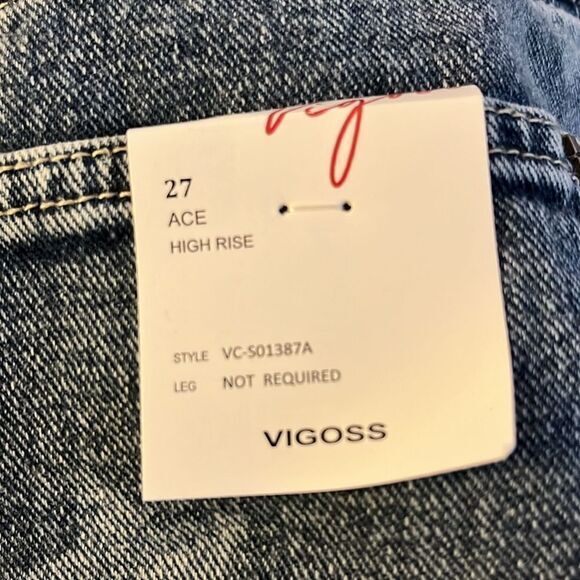 27
ACE
HIGH RISE
STYLE VC-S01387A
LEG NOT REQUIRED
VIGOSS